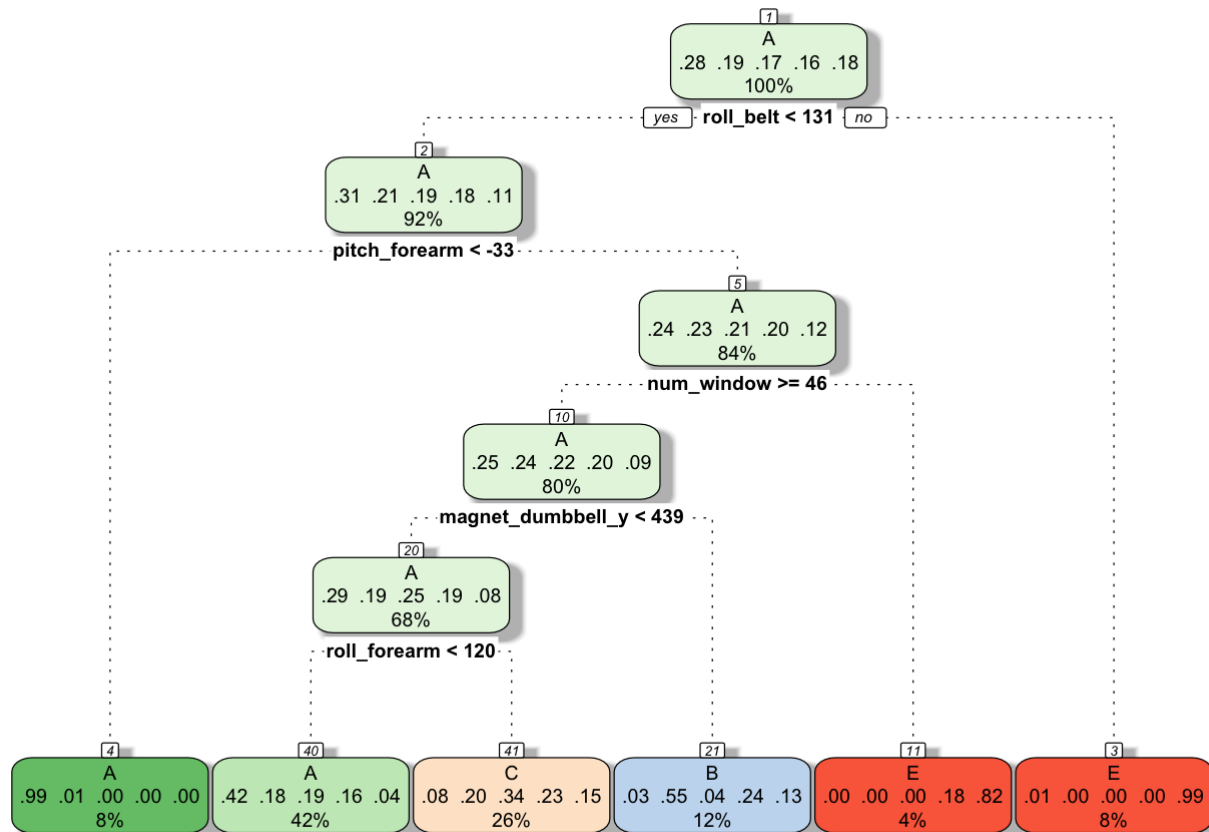 1
A
.28 .19 .17 .16 .18
100%
yes roll_belt < 131 no
2
A
.31 .21 .19 .18 .11
92%
pitch_forearm < -33
5
A
.24 .23 .21 .20 .12
84%
num_window >= 46
10
A
.25 .24 .22 .20 .09
80%
magnet_dumbbell_y < 439
20
A
.29 .19 .25 .19 .08
68%
roll_forearm < 120
4
A
.99 .01 .00 .00 .00
8%
40
A
.42 .18 .19 .16 .04
42%
41
C
.08 .20 .34 .23 .15
26%
21
B
.03 .55 .04 .24 .13
12%
11
E
.00 .00 .00 .18 .82
4%
3
E
.01 .00 .00 .00 .99
8%